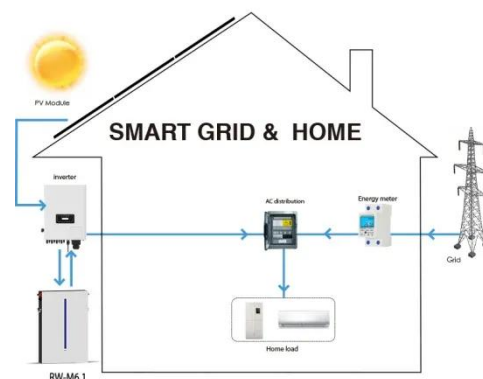 PV Module
SMART GRID & HOME
inverter
AC distribution
Energy meter
Grid
Home load
RW-M6.1